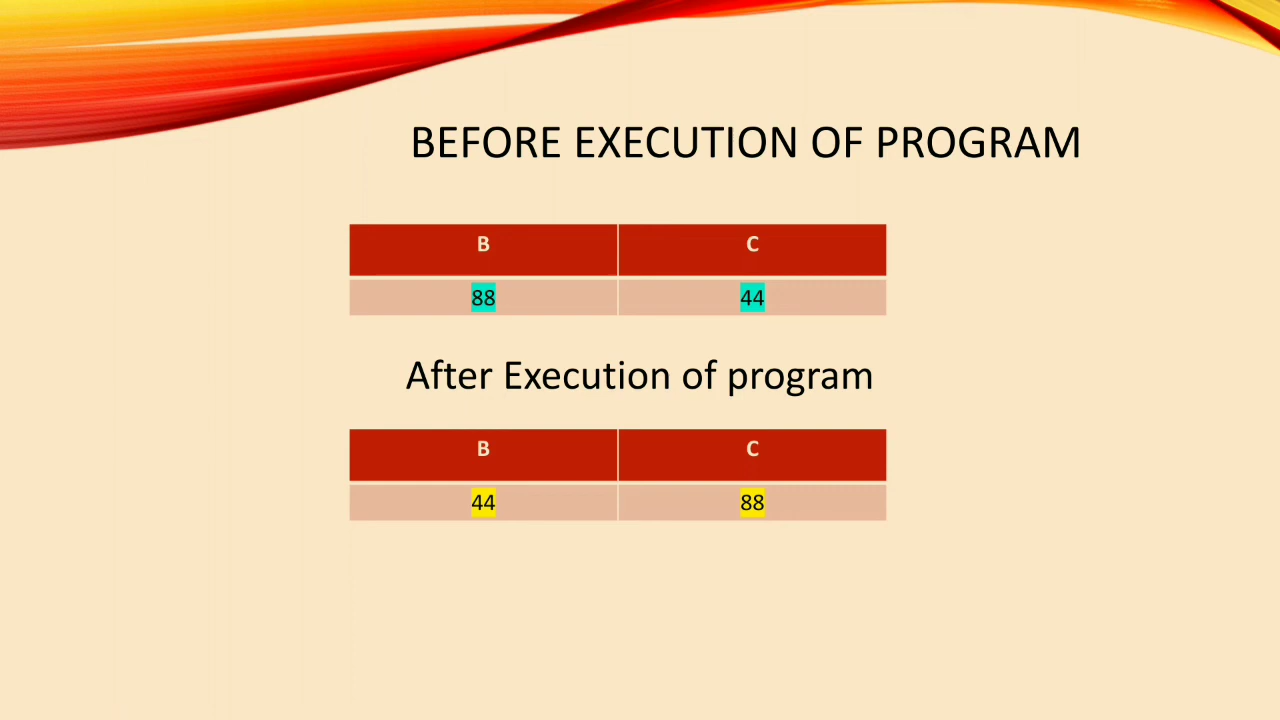 BEFORE EXECUTION OF PROGRAM
B C
88 44
After Execution of program
B C
44 88